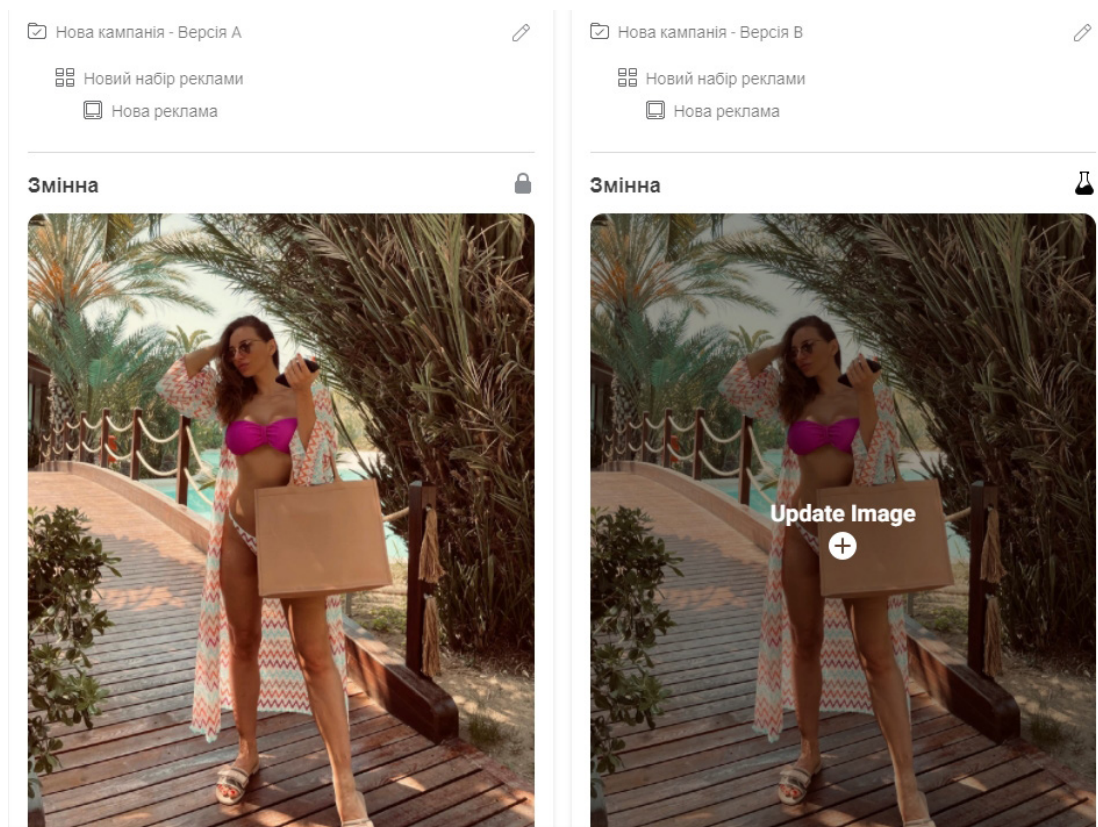 Нова кампанія - Версія A
Новий набір реклами
Нова реклама
Змінна
Нова кампанія - Версія B
Новий набір реклами
Нова реклама
Змінна
Update Image